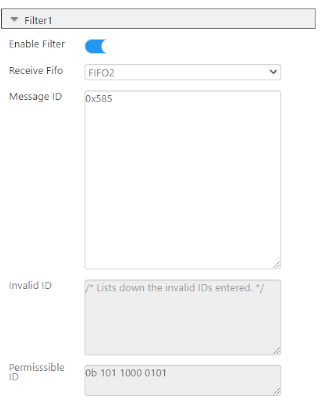 Filter1
Enable Filter
Receive Fifo
FIFO2
Message ID
0x585
Invalid ID
/* Lists down the invalid IDs entered. */
Permisssible
ID
0b 101 1000 0101